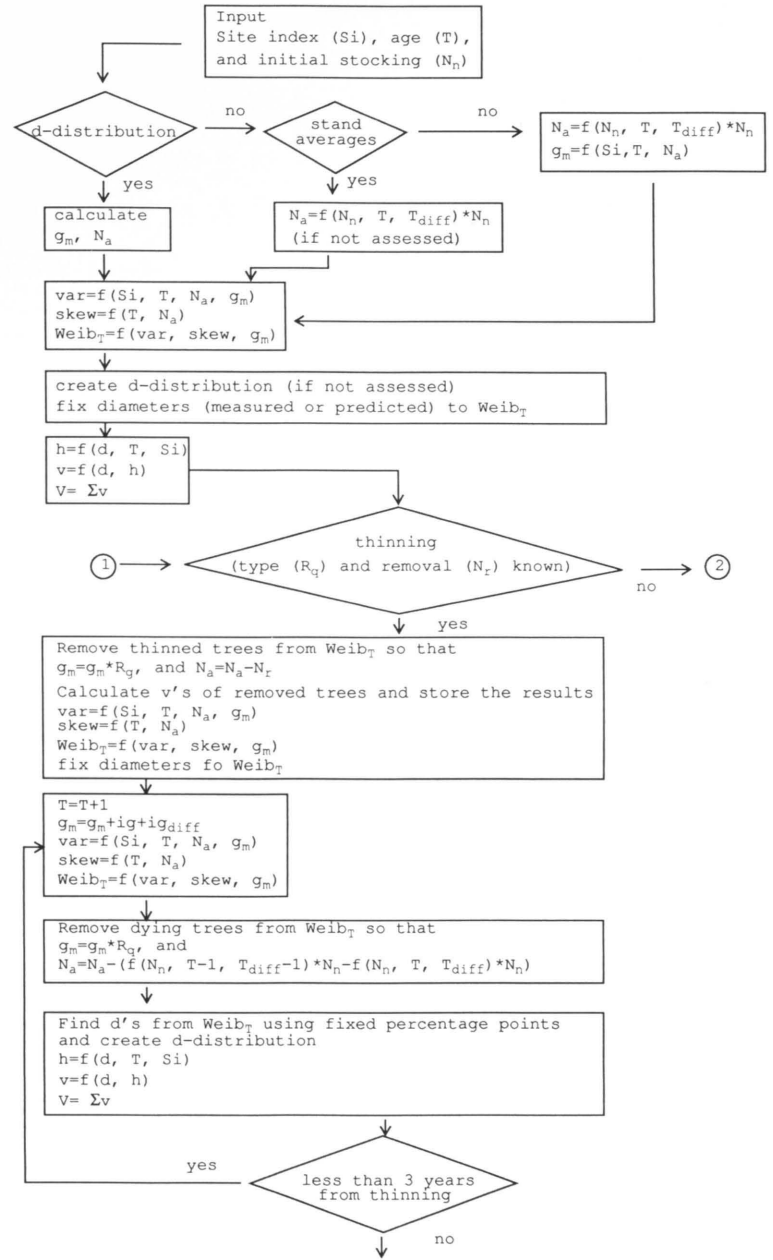 Input
Site index (Si), age (T),
and initial stocking (Nn)
d-distribution
no
stand
averages
no
Na=f(Nn, T, Tdiff)*Nn
gm=f(Si,T, Na)
yes
yes
calculate
gm, Na
Na=f(Nn, T, Tdiff)*Nn
(if not assessed)
var=f(Si, T, Na, gm)
skew=f(T, Na)
WeibT=f(var, skew, gm)
create d-distribution (if not assessed)
fix diameters (measured or predicted) to WeibT
h=f(d, T, Si)
v=f(d, h)
V= Σv
thinning
1
(type (Rq) and removal (Nr) known)
2
no
yes
Remove thinned trees from WeibT so that
gm=gm*Rg, and Na=Na-Nr
Calculate v's of removed trees and store the results
var=f(Si, T, Na, gm)
skew=f(T, Na)
WeibT=f(var, skew, gm)
fix diameters fo WeibT
T=T+1
gm=gm+ig+igdiff
var=f(Si, T, Na, gm)
skew=f(T, Na)
WeibT=f(var, skew, gm)
Remove dying trees from WeibT so that
gm=gm*Rq, and
Na=Na-(f(Nn, T-1, Tdiff-1)*Nn-f(Nn, T, Tdiff)*Nn)
Find d's from WeibT using fixed percentage points
and create d-distribution
h=f(d, T, Si)
v=f(d, h)
V= Σv
yes
less than 3 years
from thinning
no